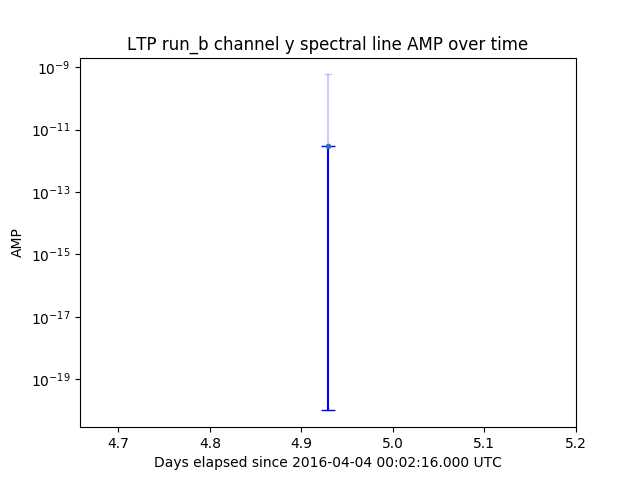 LTP run_b channel y spectral line AMP over time
10⁻⁹
10⁻¹¹
10⁻¹³
10⁻¹⁵
10⁻¹⁷
10⁻¹⁹
AMP
4.7 4.8 4.9 5.0 5.1 5.2
Days elapsed since 2016-04-04 00:02:16.000 UTC